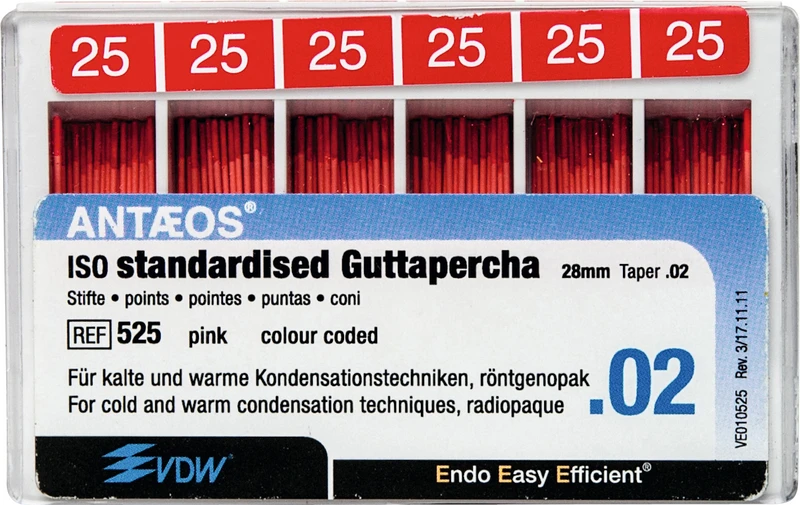 25 25 25 25 25 25
ANTÆOS®
ISO standardised Guttapercha 28mm Taper .02
Stifte • points • pointes • puntas • coni
REF 525 pink colour coded
Für kalte und warme Kondensationstechniken, röntgenopak
For cold and warm condensation techniques, radiopaque
.02
VE010525 Rev. 3/17.11.11
VDW®
Endo Easy Efficient®